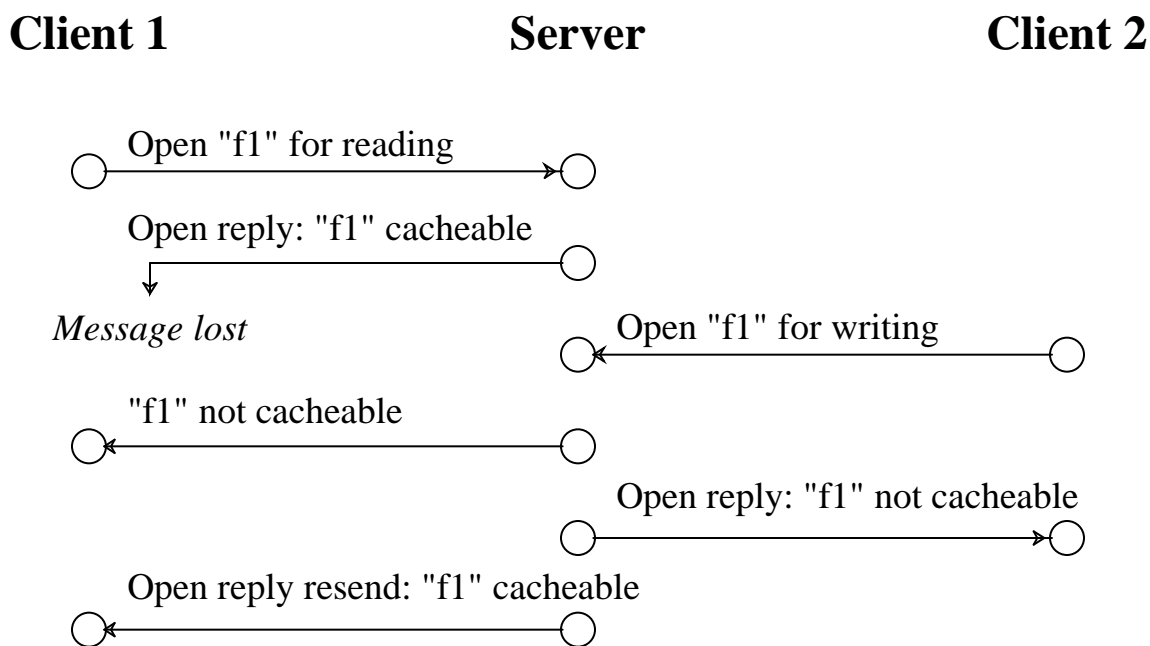 Client 1 Server Client 2
Open "f1" for reading
Open reply: "f1" cacheable
Message lost
Open "f1" for writing
"f1" not cacheable
Open reply: "f1" not cacheable
Open reply resend: "f1" cacheable